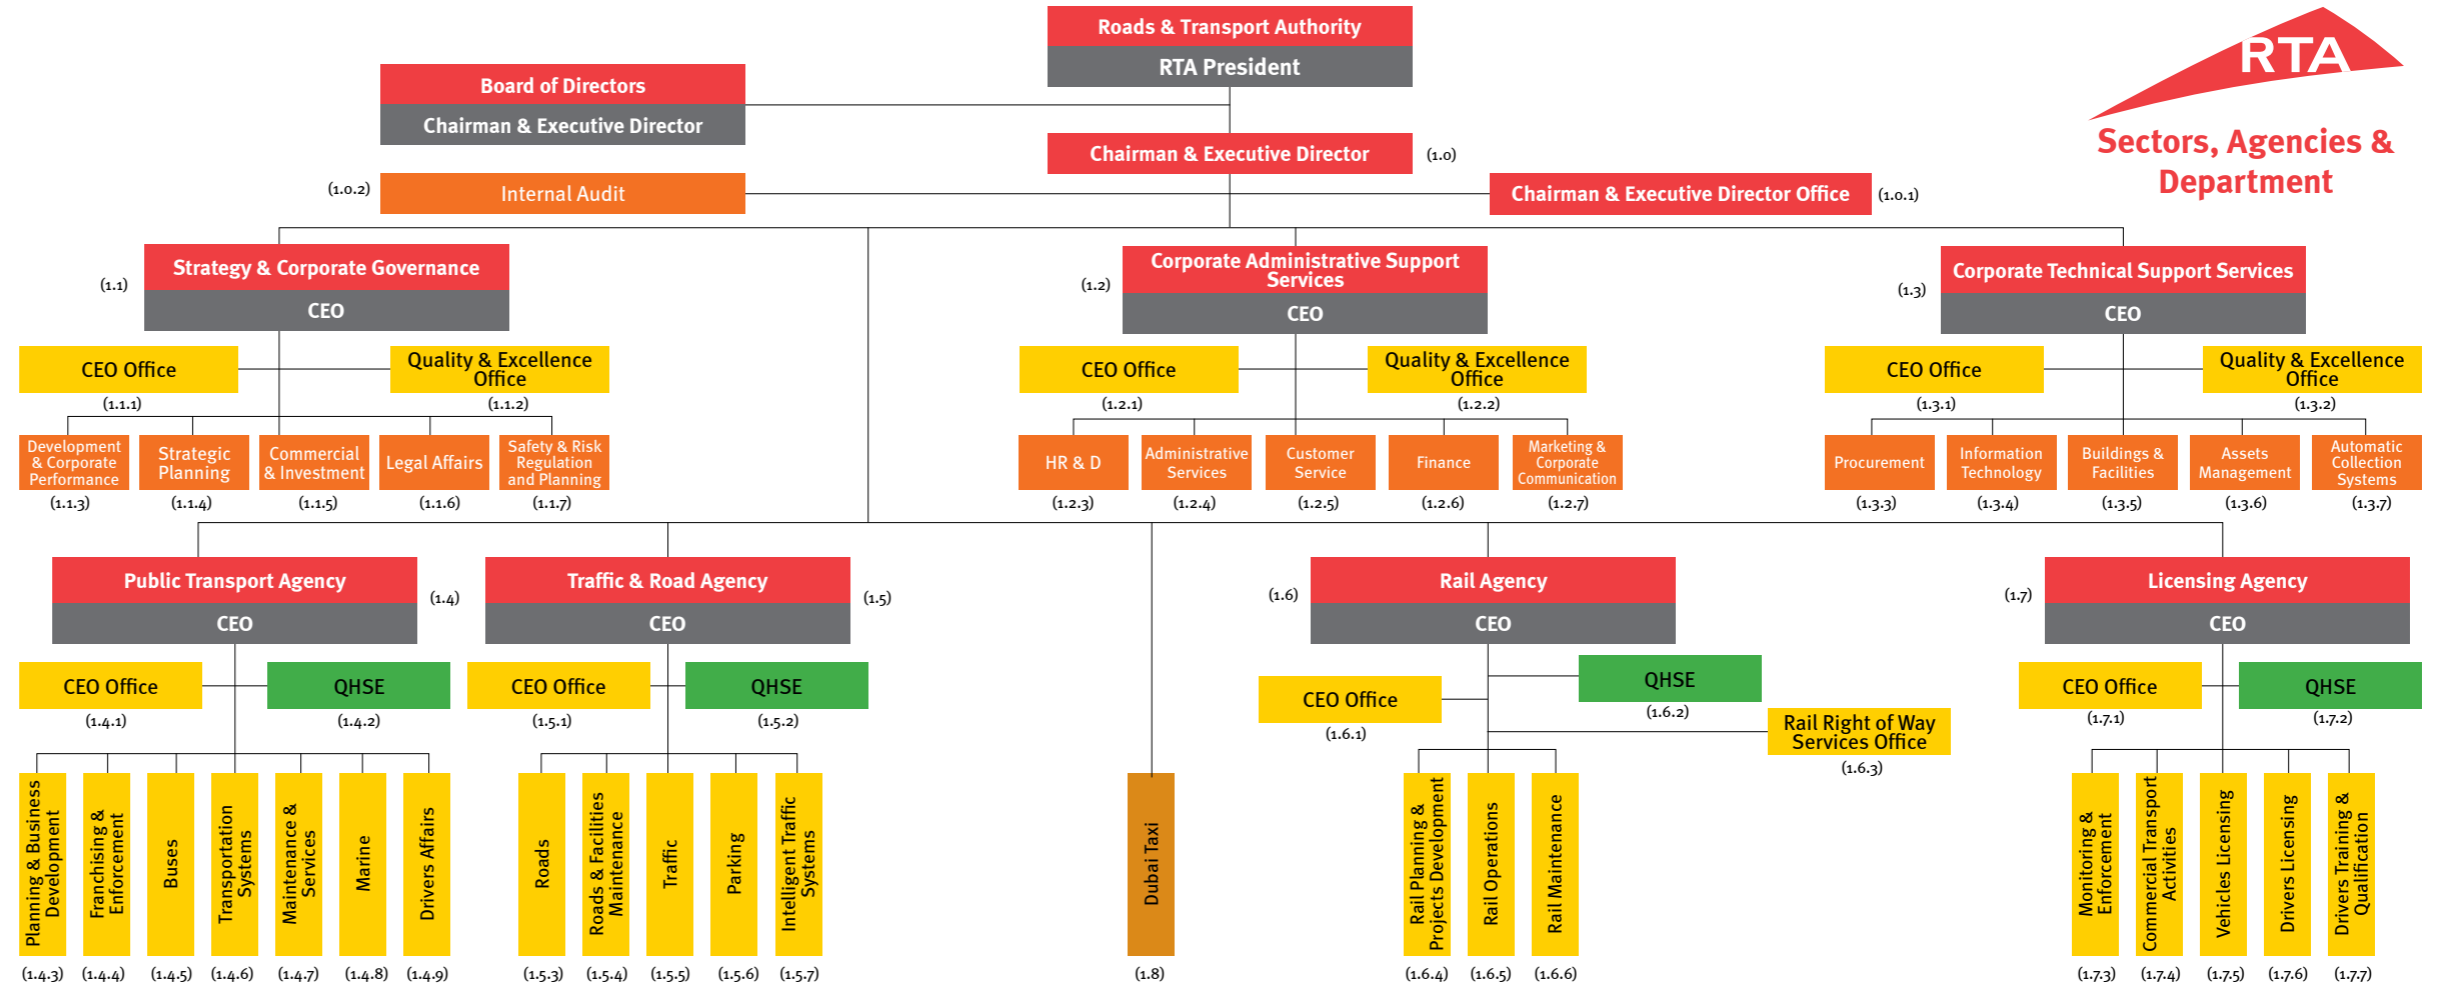 Roads & Transport Authority
RTA President
RTA
Sectors, Agencies &
Department
Board of Directors
Chairman & Executive Director
Chairman & Executive Director
(1.0)
(1.0.2)
Internal Audit
Chairman & Executive Director Office
(1.0.1)
(1.1)
Strategy & Corporate Governance
CEO
CEO Office
(1.1.1)
Quality & Excellence
Office
(1.1.2)
Development
& Corporate
Performance
(1.1.3)
Strategic
Planning
(1.1.4)
Commercial
& Investment
(1.1.5)
Legal Affairs
(1.1.6)
Safety & Risk
Regulation
and Planning
(1.1.7)
(1.2)
Corporate Administrative Support
Services
CEO
CEO Office
(1.2.1)
Quality & Excellence
Office
(1.2.2)
HR & D
(1.2.3)
Administrative
Services
(1.2.4)
Customer
Service
(1.2.5)
Finance
(1.2.6)
Marketing &
Corporate
Communication
(1.2.7)
(1.3)
Corporate Technical Support Services
CEO
CEO Office
(1.3.1)
Quality & Excellence
Office
(1.3.2)
Procurement
(1.3.3)
Information
Technology
(1.3.4)
Buildings &
Facilities
(1.3.5)
Assets
Management
(1.3.6)
Automatic
Collection
Systems
(1.3.7)
Public Transport Agency
CEO
(1.4)
CEO Office
(1.4.1)
QHSE
(1.4.2)
Planning & Business
Development
(1.4.3)
Franchising &
Enforcement
(1.4.4)
Buses
(1.4.5)
Transportation
Systems
(1.4.6)
Maintenance &
Services
(1.4.7)
Marine
(1.4.8)
Drivers Affairs
(1.4.9)
Traffic & Road Agency
CEO
(1.5)
CEO Office
(1.5.1)
QHSE
(1.5.2)
Roads
(1.5.3)
Roads & Facilities
Maintenance
(1.5.4)
Traffic
(1.5.5)
Parking
(1.5.6)
Intelligent Traffic
Systems
(1.5.7)
Dubai Taxi
(1.8)
(1.6)
Rail Agency
CEO
CEO Office
(1.6.1)
QHSE
(1.6.2)
Rail Right of Way
Services Office
(1.6.3)
Rail Planning &
Projects Development
(1.6.4)
Rail Operations
(1.6.5)
Rail Maintenance
(1.6.6)
(1.7)
Licensing Agency
CEO
CEO Office
(1.7.1)
QHSE
(1.7.2)
Monitoring &
Enforcement
(1.7.3)
Commercial Transport
Activities
(1.7.4)
Vehicles Licensing
(1.7.5)
Drivers Licensing
(1.7.6)
Drivers Training &
Qualification
(1.7.7)